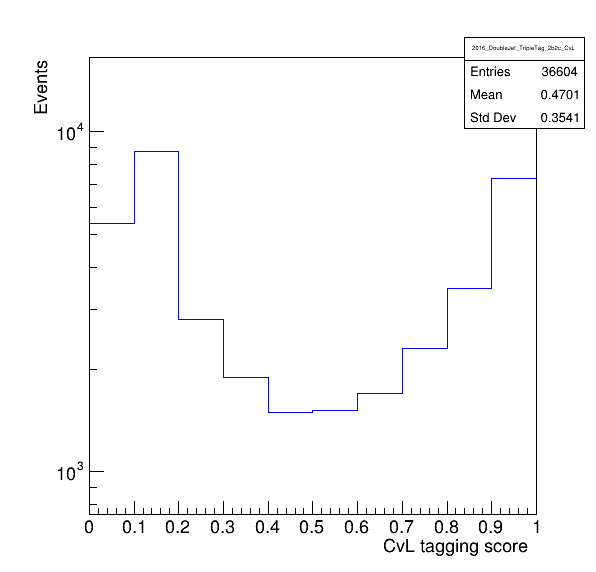 2016_DoubleJet_TripleTag_2b2c_CvL
Entries 36604
Mean 0.4701
Std Dev 0.3541
Events
10^4
10^3
0 0.1 0.2 0.3 0.4 0.5 0.6 0.7 0.8 0.9 1
CvL tagging score